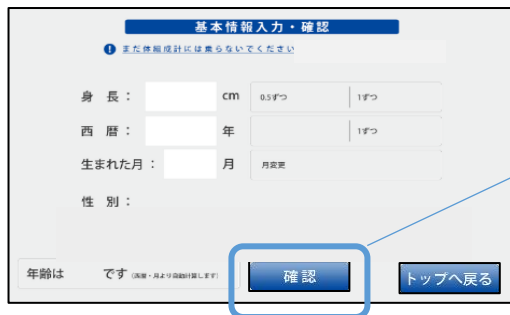 基本情報入力・確認
! まだ体組成計には乗らないでください
身 長： cm 0.5ずつ 1ずつ
西 暦： 年 1ずつ
生まれた月： 月 月変更
性 別：
年齢は です (西暦・月より自動計算します)
確認
トップへ戻る